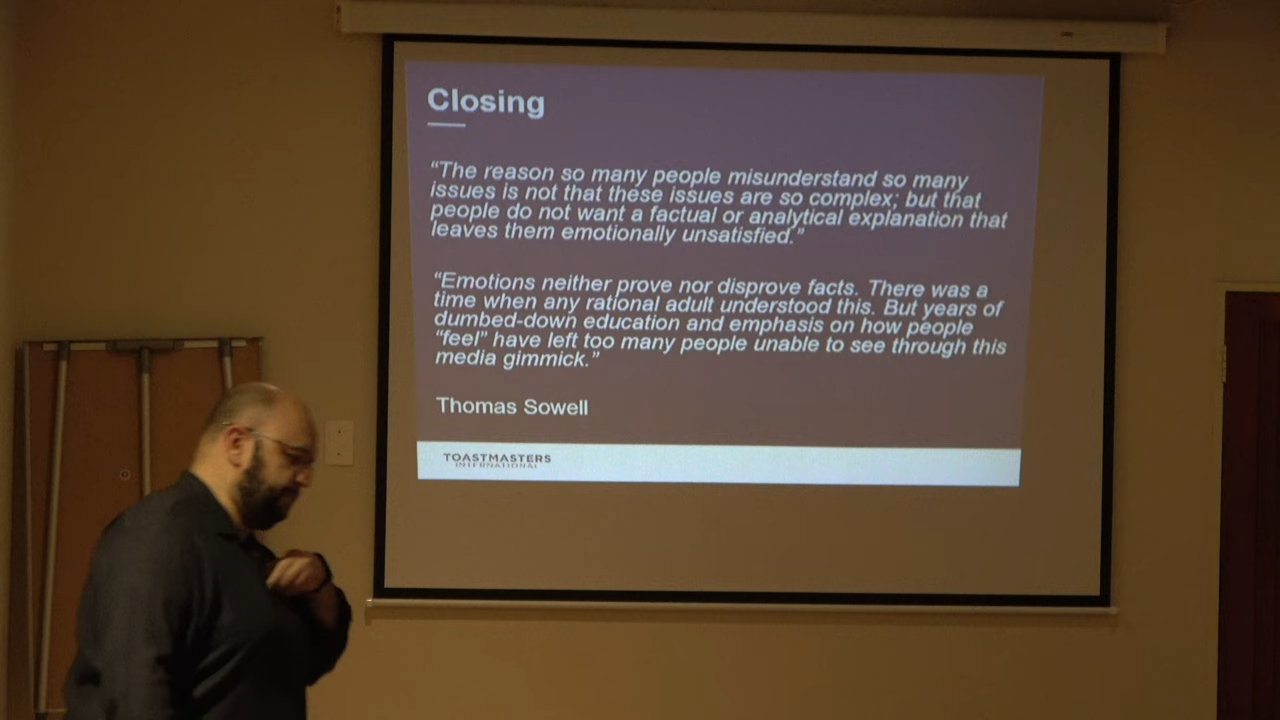 Closing
“The reason so many people misunderstand so many
issues is not that these issues are so complex; but that
people do not want a factual or analytical explanation that
leaves them emotionally unsatisfied.”
“Emotions neither prove nor disprove facts. There was a
time when any rational adult understood this. But years of
dumbed-down education and emphasis on how people
“feel” have left too many people unable to see through this
media gimmick.”
Thomas Sowell
TOASTMASTERS
INTERNATIONAL